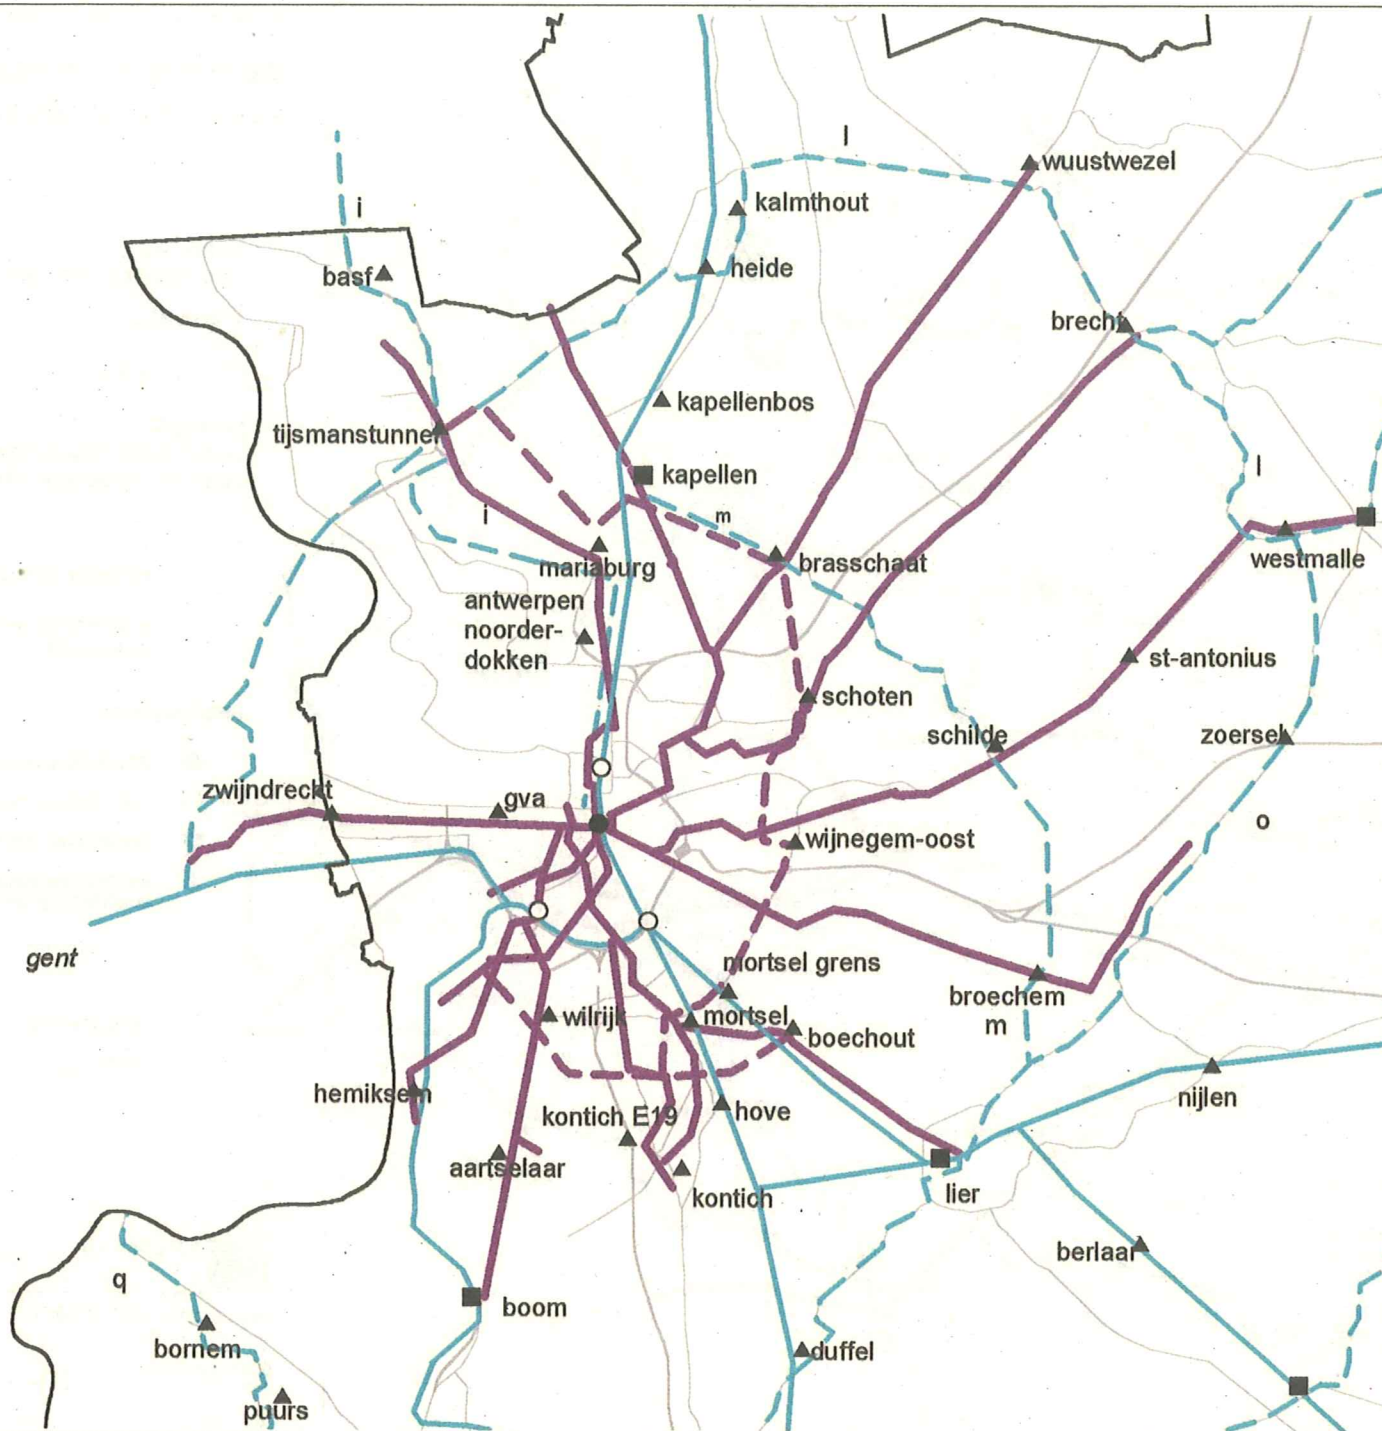 l
wuustwezel
kalmthout
i
heide
basf
brecht
kapellenbos
tijsmanstunnel
kapellen
l
i
m
mariaburg
brasschaat
westmalle
antwerpen
noorder-
dokken
st-antonius
schoten
schilde
zoersel
zwijndrecht
gva
o
wijnegem-oost
gent
mortsel grens
broechem
m
wilrijk
mortsel
boechout
hemiksem
nijlen
kontich E19
hove
aartselaar
kontich
lier
berlaar
q
boom
bornem
duffel
puurs